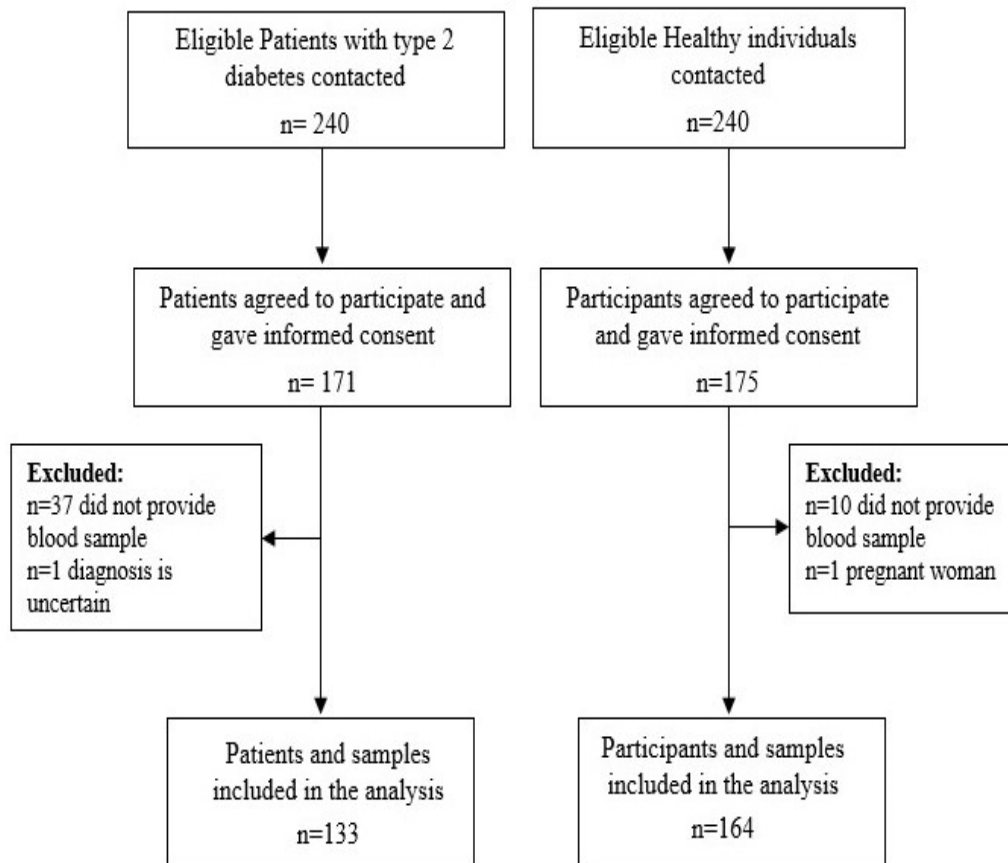 Eligible Patients with type 2
diabetes contacted
n= 240
Eligible Healthy individuals
contacted
n=240
Patients agreed to participate and
gave informed consent
n= 171
Participants agreed to participate
and gave informed consent
n=175
Excluded:
n=37 did not provide
blood sample
n=1 diagnosis is
uncertain
Excluded:
n=10 did not provide
blood sample
n=1 pregnant woman
Patients and samples
included in the analysis
n=133
Participants and samples
included in the analysis
n=164